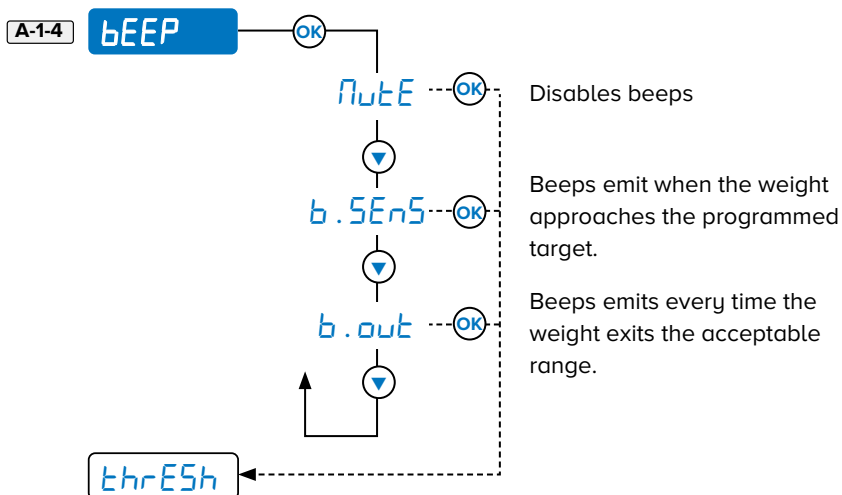 A-1-4 bEEP OK
MutE OK Disables beeps
b.SEnS OK Beeps emit when the weight
approaches the programmed
target.
b.out OK Beeps emits every time the
weight exits the acceptable
range.
thrESh